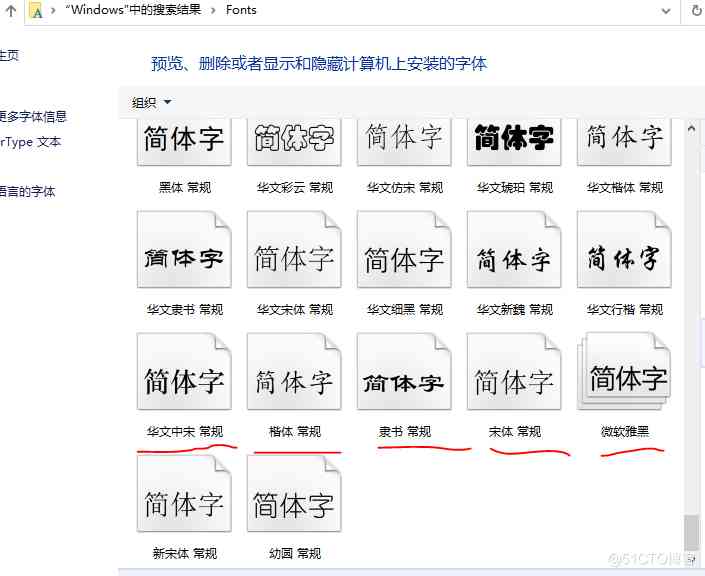 “Windows”中的搜索结果 > Fonts
主页
预览、删除或者显示和隐藏计算机上安装的字体
组织
更多字体信息
rType 文本
语言的字体
简体字 简体字 简体字 简体字 简体字
黑体 常规 华文彩云 常规 华文仿宋 常规 华文琥珀 常规 华文楷体 常规
简体字 简体字 简体字 简体字 简体字
华文隶书 常规 华文宋体 常规 华文细黑 常规 华文新魏 常规 华文行楷 常规
简体字 简体字 简体字 简体字 简体字
华文中宋 常规 楷体 常规 隶书 常规 宋体 常规 微软雅黑
简体字 简体字
新宋体 常规 幼圆 常规
@51CTO博客